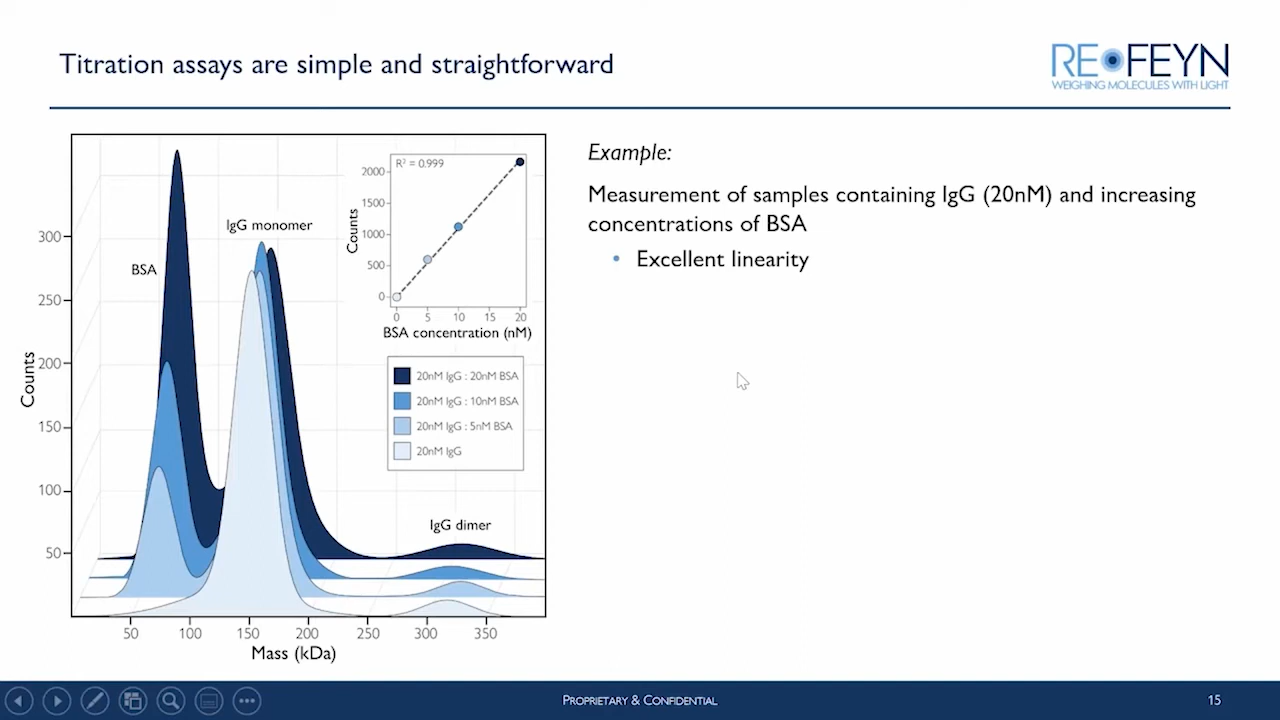 Titration assays are simple and straightforward
RE FEYN
WEIGHING MOLECULES WITH LIGHT
Counts
300
250
200
150
100
50
BSA
IgG monomer
IgG dimer
50 100 150 200 250 300 350
Mass (kDa)
R² = 0.999
Counts
2000
1500
1000
500
0
0 5 10 15 20
BSA concentration (nM)
20nM IgG : 20nM BSA
20nM IgG : 10nM BSA
20nM IgG : 5nM BSA
20nM IgG
Example:
Measurement of samples containing IgG (20nM) and increasing
concentrations of BSA
• Excellent linearity
PROPRIETARY & CONFIDENTIAL
15